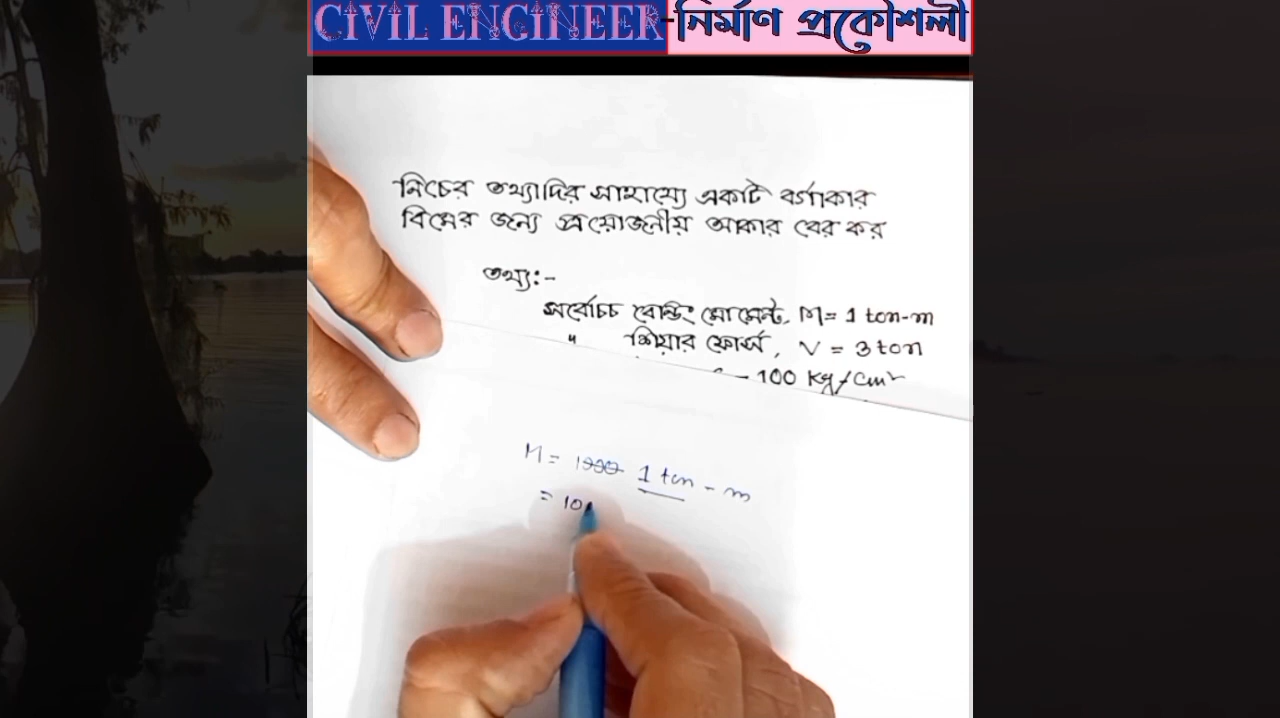 CIVIL ENGINEER-নির্মাণ প্রকৌশলী
নিচের তথ্যাদির সাহায্যে একটি বর্গাকার
বিমের জন্য প্রয়োজনীয় আকার বের কর
তথ্য:-
সর্বোচ্চ বেন্ডিং মোমেন্ট, M= 1 ton-m
" শিয়ার ফোর্স, V = 3 ton
100 Kg/cm²
M= 1000 1 ton - m
= 10